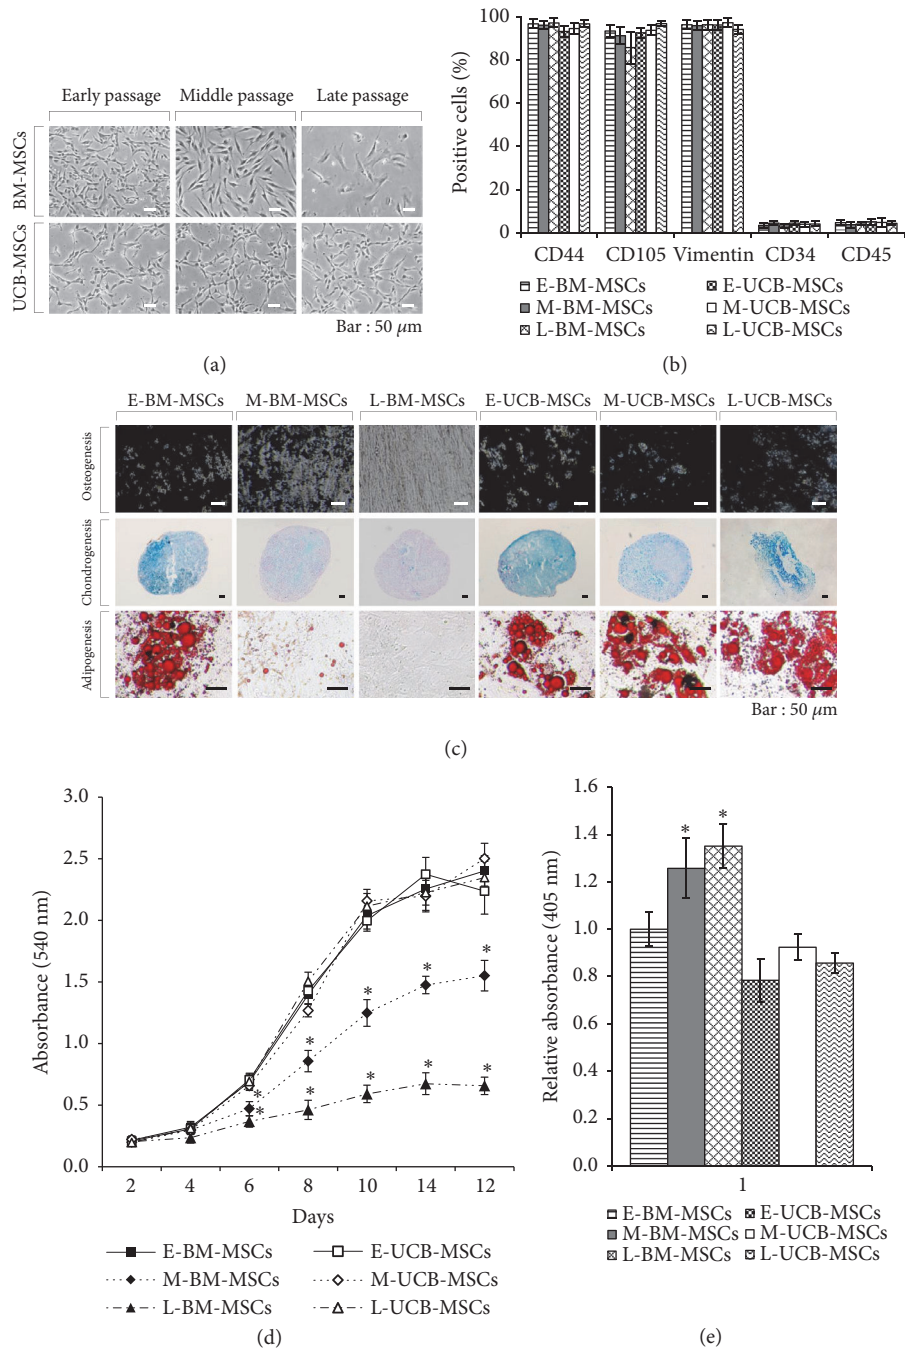 Early passage Middle passage Late passage
BM-MSCs
UCB-MSCs
Bar : 50 μm
(a)
Positive cells (%)
100
80
60
40
20
0
CD44 CD105 Vimentin CD34 CD45
E-BM-MSCs E-UCB-MSCs
M-BM-MSCs M-UCB-MSCs
L-BM-MSCs L-UCB-MSCs
(b)
E-BM-MSCs M-BM-MSCs L-BM-MSCs E-UCB-MSCs M-UCB-MSCs L-UCB-MSCs
Osteogenesis
Chondrogenesis
Adipogenesis
Bar : 50 μm
(c)
Absorbance (540 nm)
3.0
2.5
2.0
1.5
1.0
0.5
0.0
* * * *
* * * *
* *
2 4 6 8 10 14 12
Days
E-BM-MSCs E-UCB-MSCs
M-BM-MSCs M-UCB-MSCs
L-BM-MSCs L-UCB-MSCs
(d)
Relative absorbance (405 nm)
1.6
1.4
1.2
1.0
0.8
0.6
0.4
0.2
0.0
* *
1
E-BM-MSCs E-UCB-MSCs
M-BM-MSCs M-UCB-MSCs
L-BM-MSCs L-UCB-MSCs
(e)